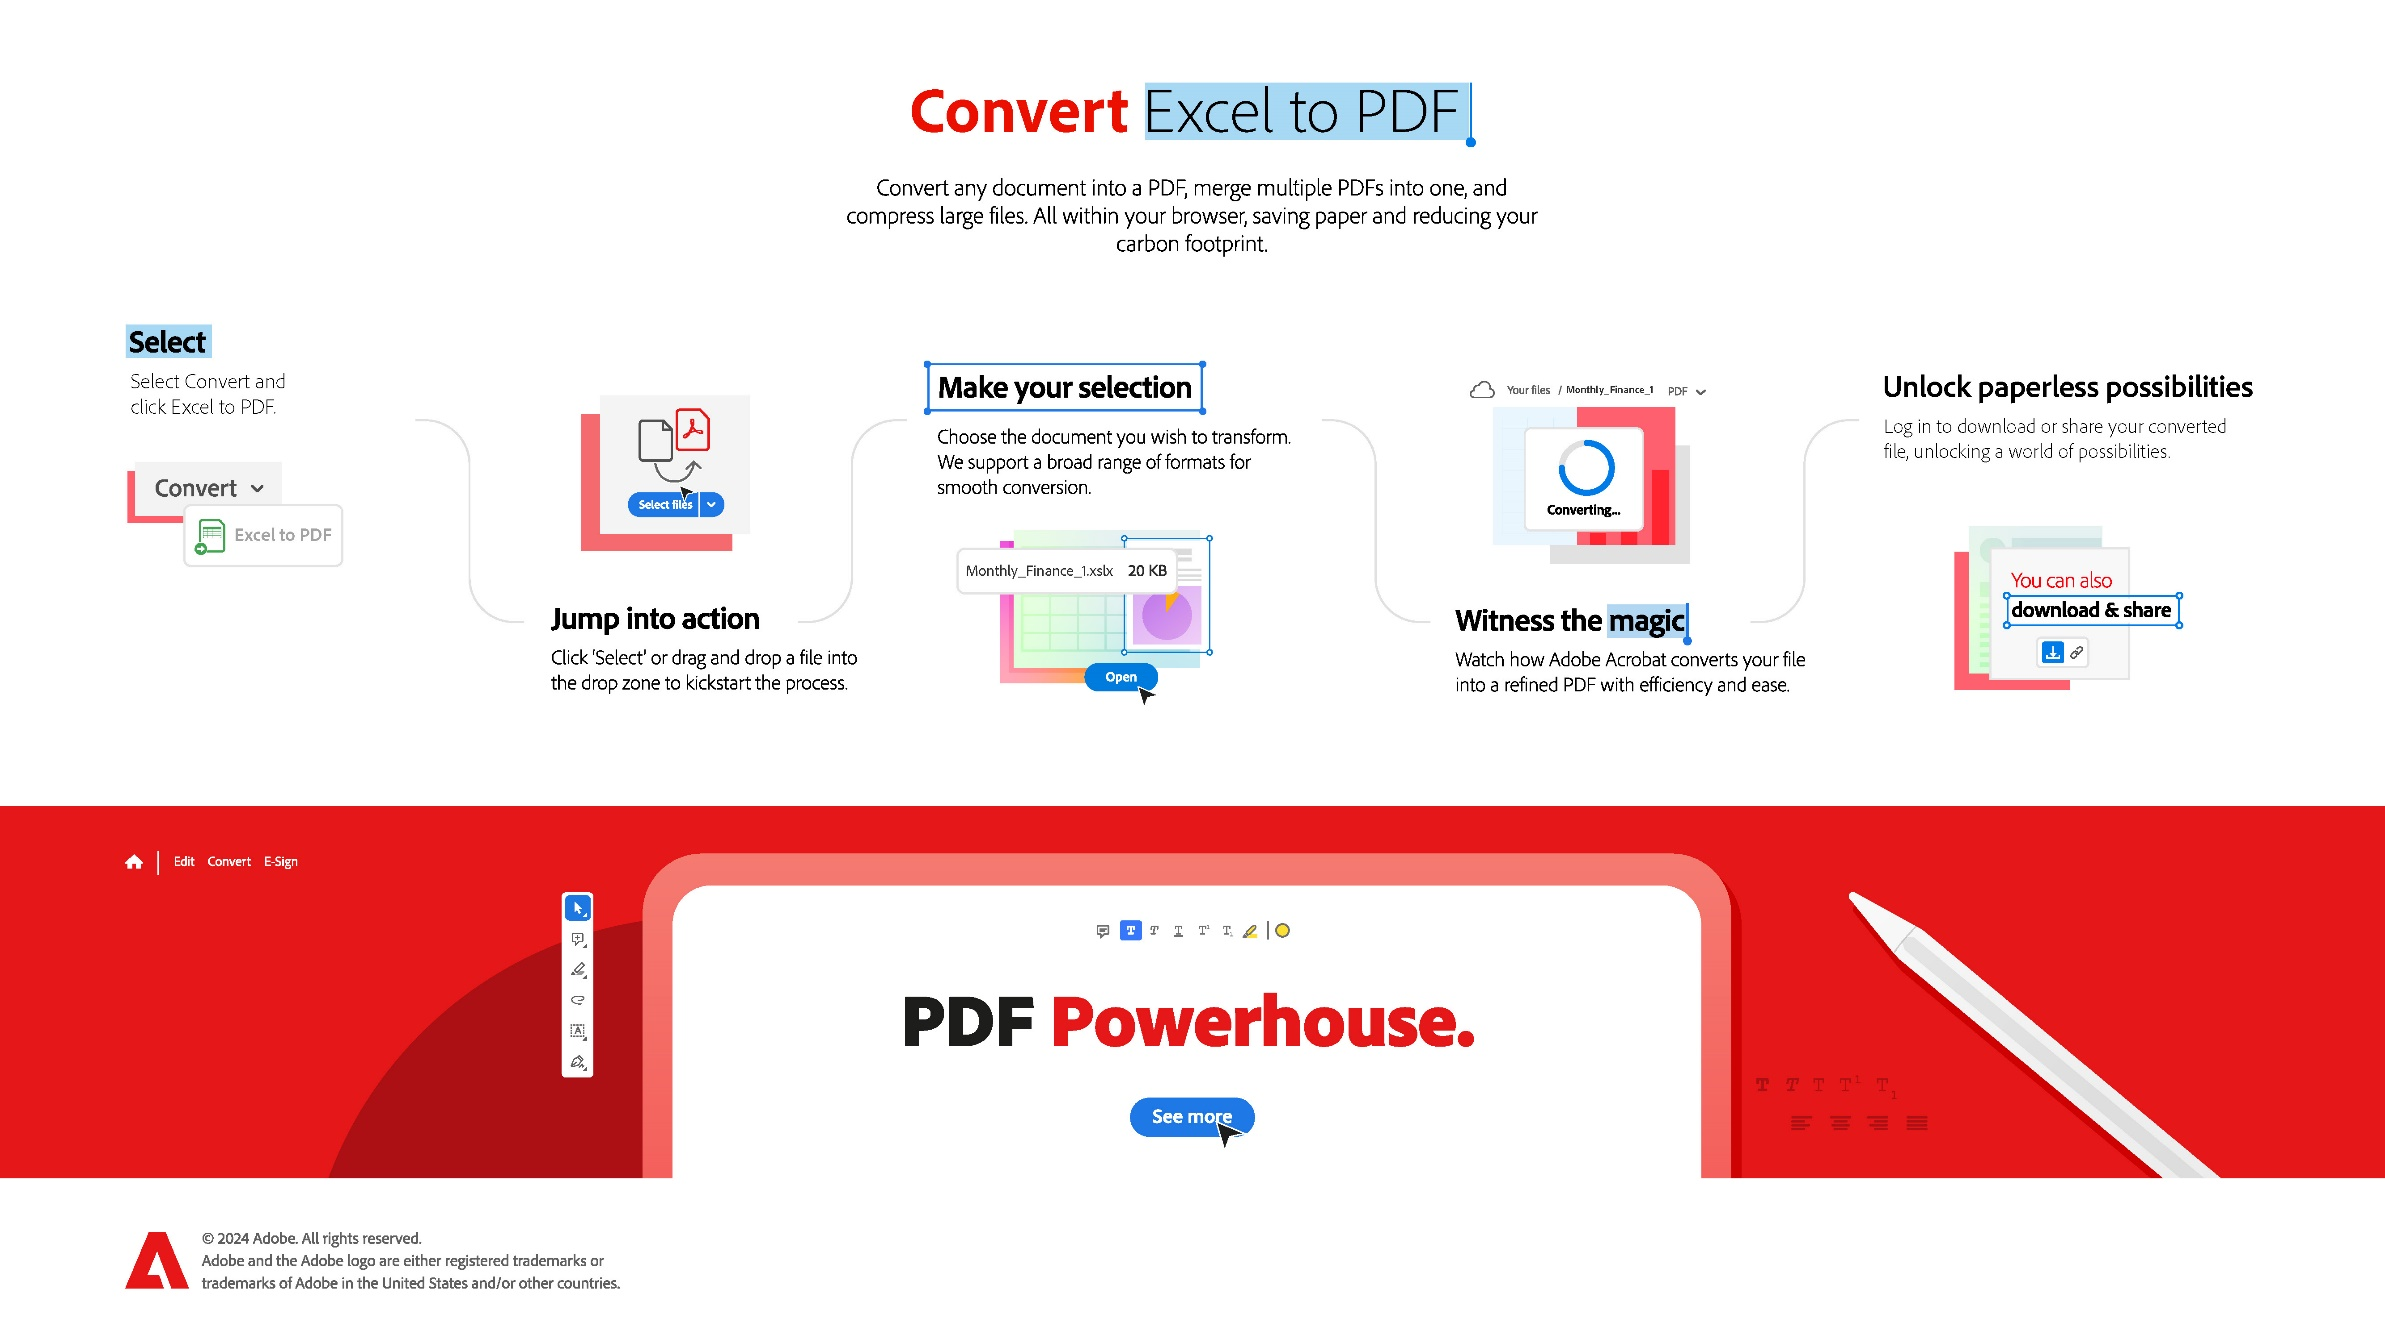 Convert Excel to PDF
Convert any document into a PDF, merge multiple PDFs into one, and
compress large files. All within your browser, saving paper and reducing your
carbon footprint.
Select
Select Convert and
click Excel to PDF.
Convert
Excel to PDF
Select files
Jump into action
Click 'Select' or drag and drop a file into
the drop zone to kickstart the process.
Make your selection
Choose the document you wish to transform.
We support a broad range of formats for
smooth conversion.
Monthly_Finance_1.xslx 20 KB
Open
Your files / Monthly_Finance_1 PDF
Converting...
Witness the magic
Watch how Adobe Acrobat converts your file
into a refined PDF with efficiency and ease.
Unlock paperless possibilities
Log in to download or share your converted
file, unlocking a world of possibilities.
You can also
download & share
Edit Convert E-Sign
A
T T T T1 T1
PDF Powerhouse.
See more
T T T T1 T1
© 2024 Adobe. All rights reserved.
Adobe and the Adobe logo are either registered trademarks or
trademarks of Adobe in the United States and/or other countries.